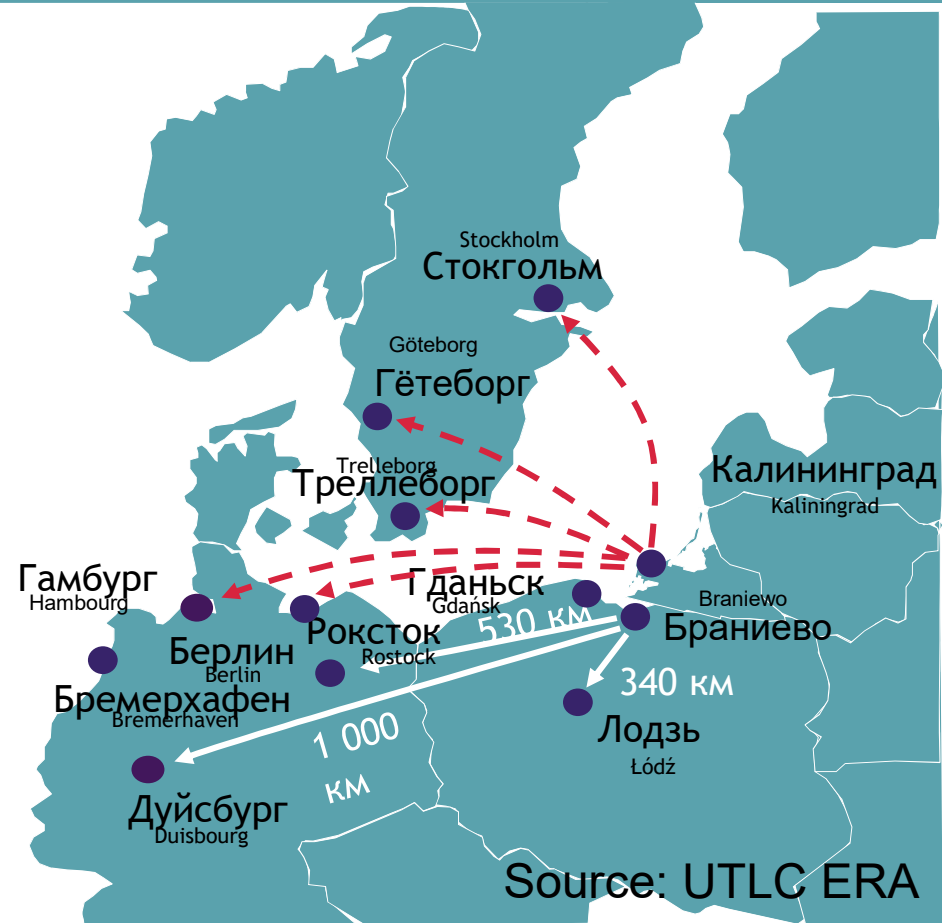 Stockholm
Стокгольм
Göteborg
Гётеборг
Trelleborg
Треллеборг
Калининград
Kaliningrad
Гамбург
Hambourg
Гданьск
Gdańsk
Braniewo
Браниево
530 км
Роксток
Rostock
Берлин
Berlin
Бремерхафен
Bremerhaven
340 км
Лодзь
Łódź
1 000
км
Дуйсбург
Duisbourg
Source: UTLC ERA